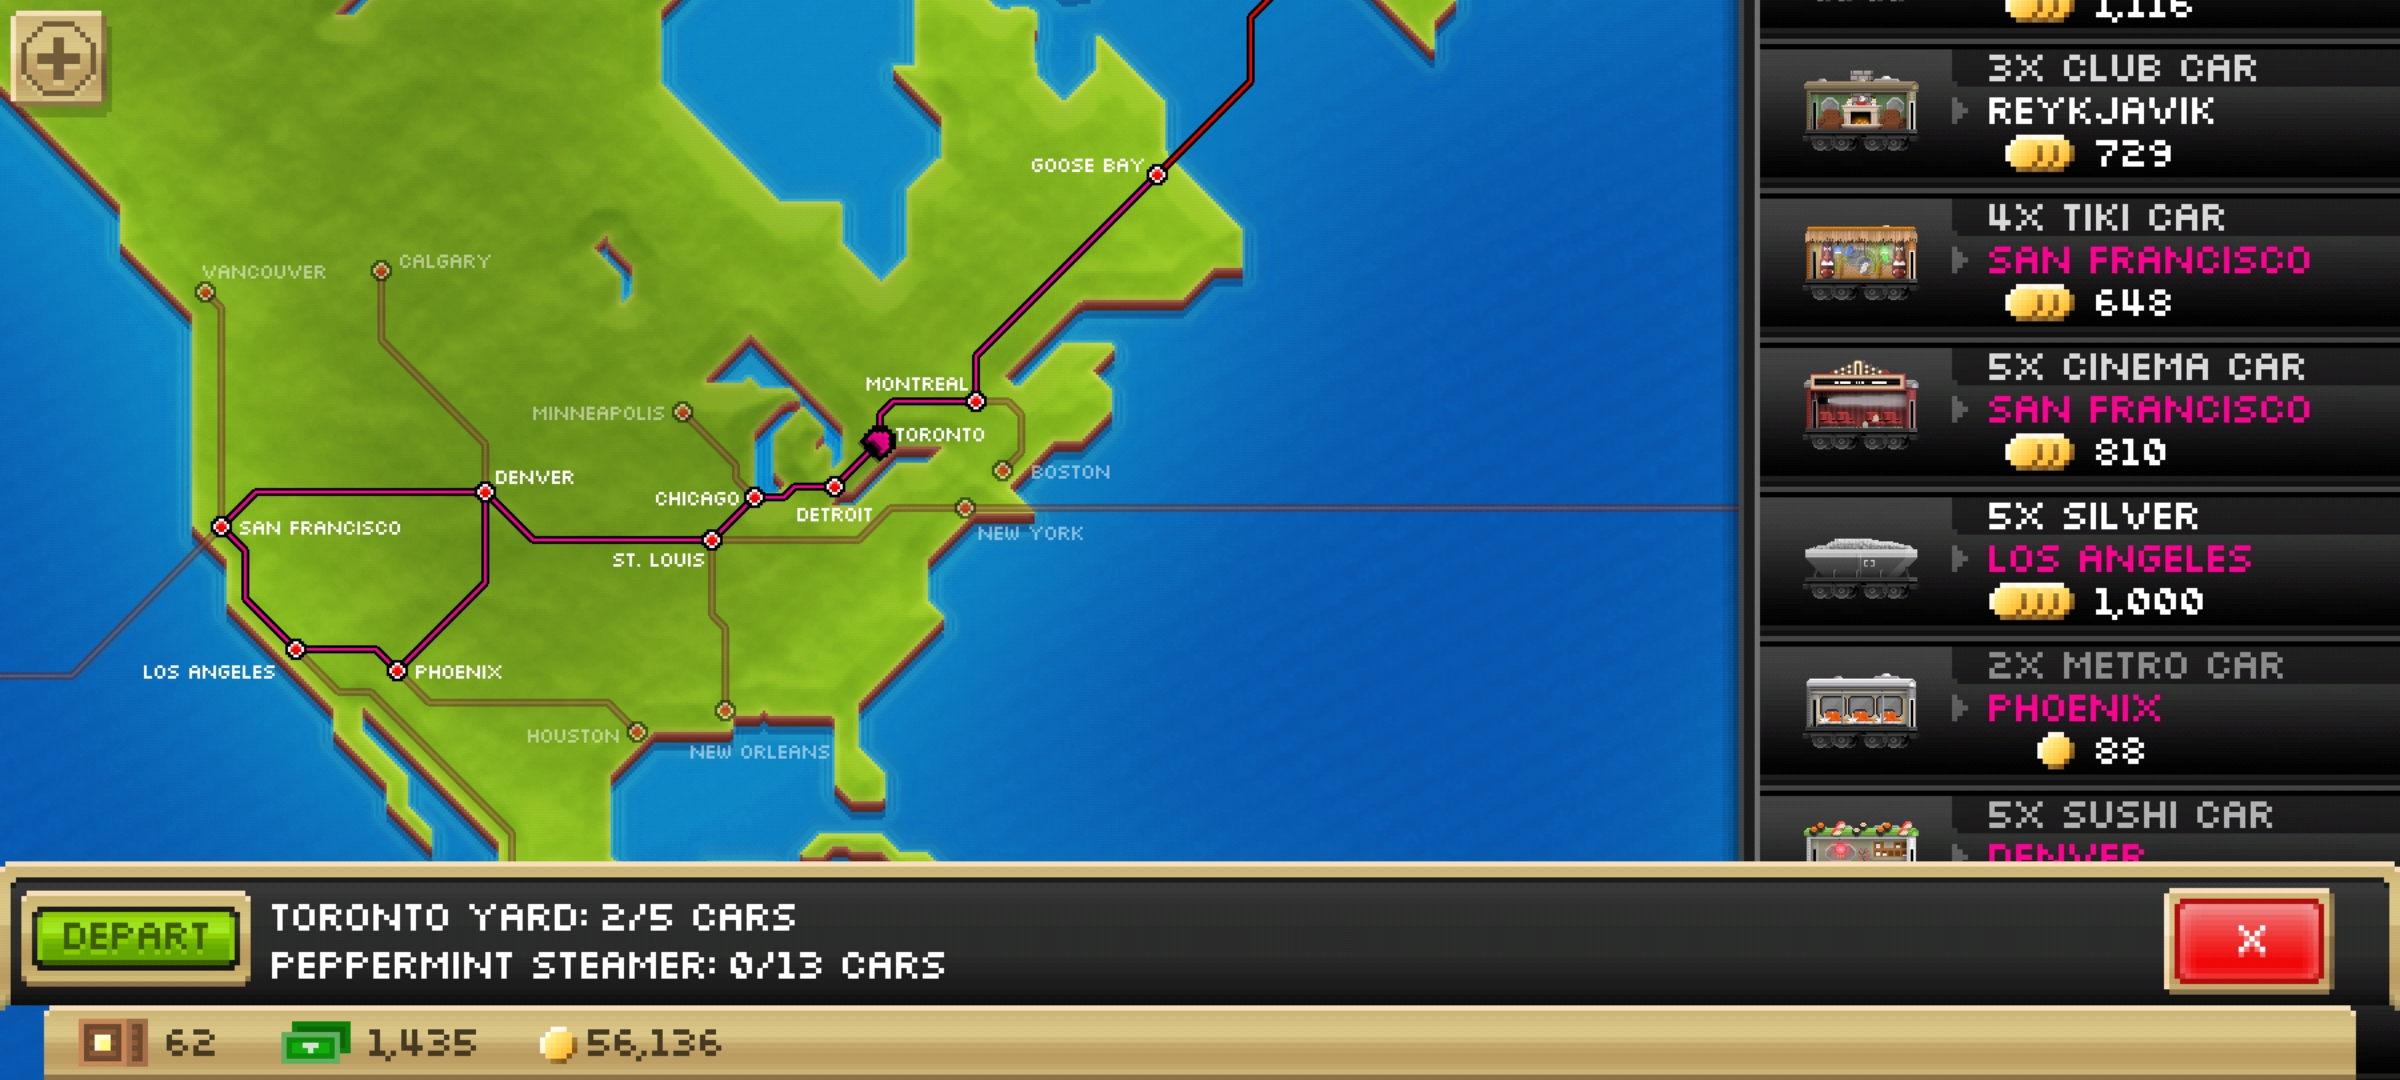 GOOSE BAY
VANCOUVER
CALGARY
MINNEAPOLIS
MONTREAL
TORONTO
BOSTON
DENVER
CHICAGO
DETROIT
NEW YORK
SAN FRANCISCO
ST. LOUIS
LOS ANGELES
PHOENIX
HOUSTON
NEW ORLEANS
1,116
3X CLUB CAR
REYKJAVIK
729
4X TIKI CAR
SAN FRANCISCO
648
5X CINEMA CAR
SAN FRANCISCO
810
5X SILVER
LOS ANGELES
1,000
2X METRO CAR
PHOENIX
88
5X SUSHI CAR
DENVER
DEPART
TORONTO YARD: 2/5 CARS
PEPPERMINT STEAMER: 0/13 CARS
X
62
1,435
56,136